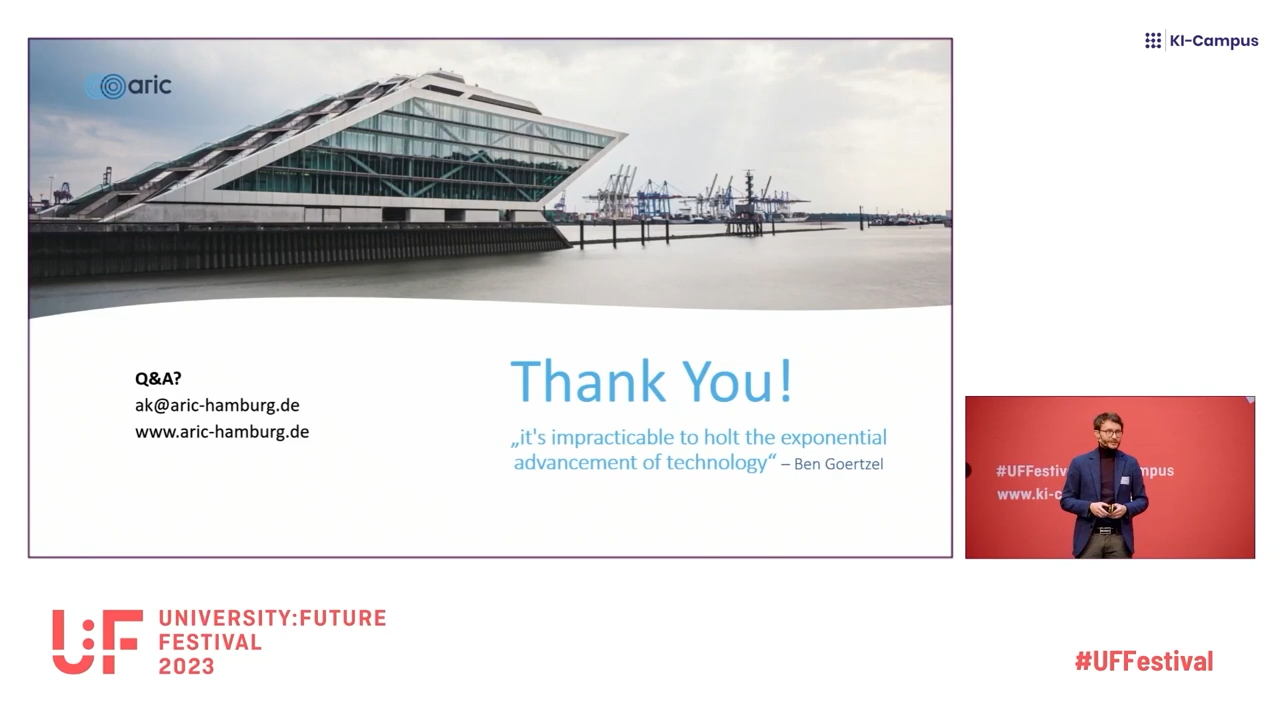 KI-Campus
aric
Q&A?
ak@aric-hamburg.de
www.aric-hamburg.de
Thank You!
„it's impracticable to holt the exponential
advancement of technology“ – Ben Goertzel
#UFFestiv mpus
www.ki-c
U:F UNIVERSITY:FUTURE
FESTIVAL
2023
#UFFestival